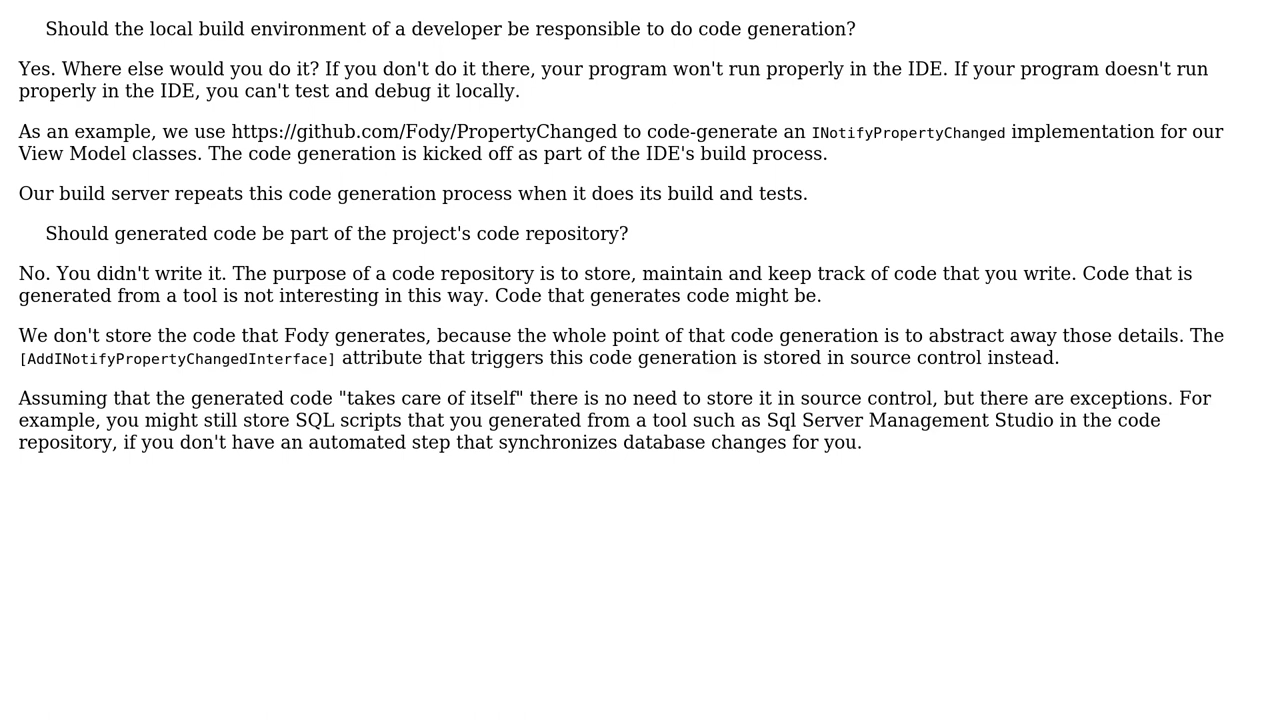 Should the local build environment of a developer be responsible to do code generation?
Yes. Where else would you do it? If you don't do it there, your program won't run properly in the IDE. If your program doesn't run
properly in the IDE, you can't test and debug it locally.
As an example, we use https://github.com/Fody/PropertyChanged to code-generate an INotifyPropertyChanged implementation for our
View Model classes. The code generation is kicked off as part of the IDE's build process.
Our build server repeats this code generation process when it does its build and tests.
Should generated code be part of the project's code repository?
No. You didn't write it. The purpose of a code repository is to store, maintain and keep track of code that you write. Code that is
generated from a tool is not interesting in this way. Code that generates code might be.
We don't store the code that Fody generates, because the whole point of that code generation is to abstract away those details. The
[AddINotifyPropertyChangedInterface] attribute that triggers this code generation is stored in source control instead.
Assuming that the generated code "takes care of itself" there is no need to store it in source control, but there are exceptions. For
example, you might still store SQL scripts that you generated from a tool such as Sql Server Management Studio in the code
repository, if you don't have an automated step that synchronizes database changes for you.